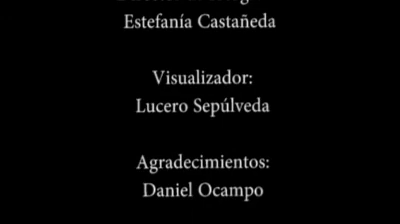 Estefanía Castañeda
Visualizador:
Lucero Sepúlveda
Agradecimientos:
Daniel Ocampo